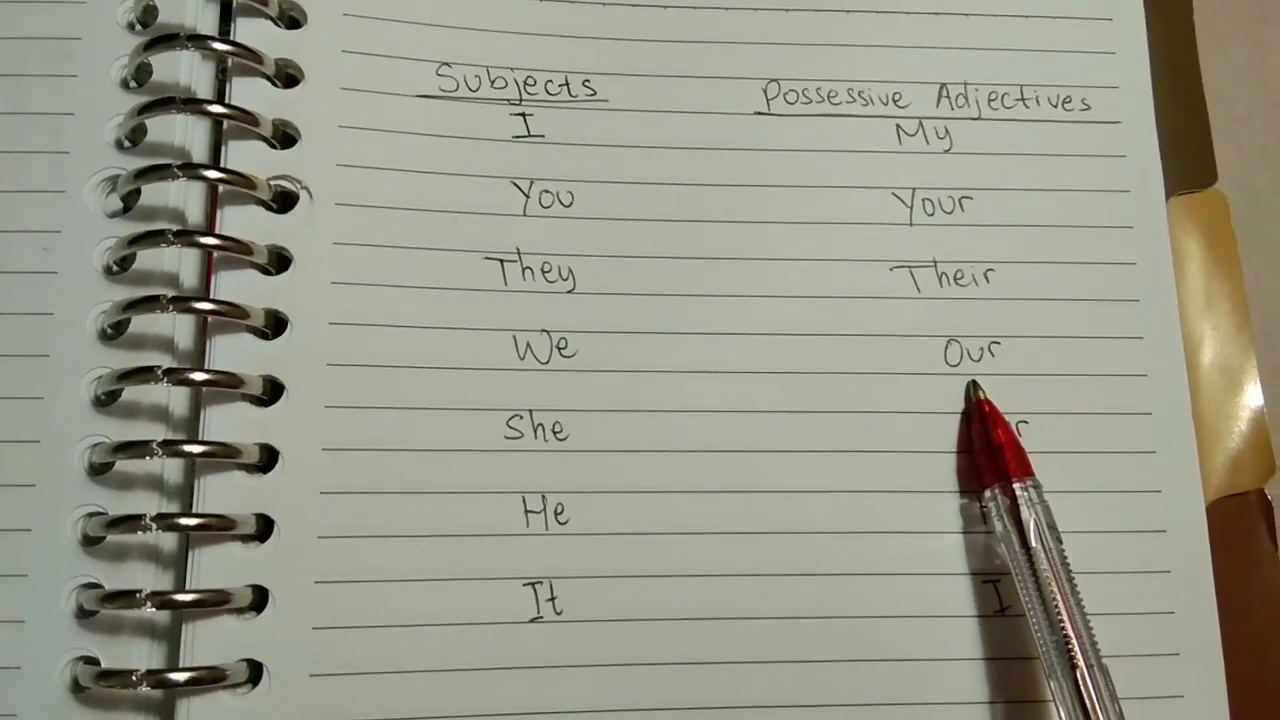 Subjects Possessive Adjectives
I My
You Your
They Their
We Our
She
He
It